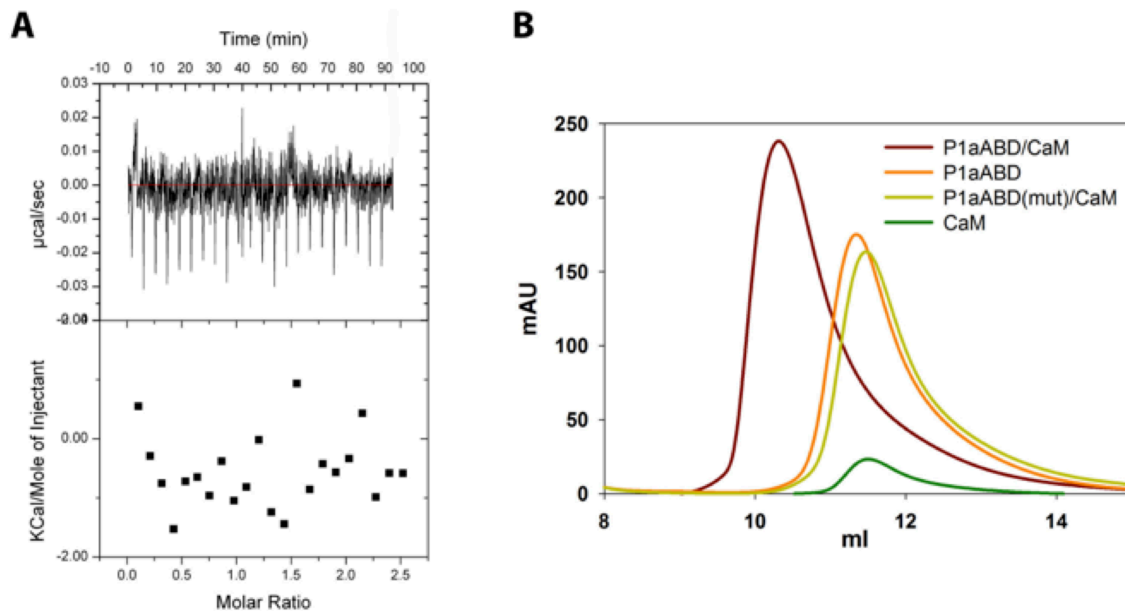 A
Time (min)
-10 0 10 20 30 40 50 60 70 80 90 100
0.03
0.02
0.01
0.00
-0.01
-0.02
-0.03
µcal/sec
0.00
-2.00
KCal/Mole of Injectant
0.0 0.5 1.0 1.5 2.0 2.5
Molar Ratio
B
250
200
150
100
50
0
mAU
P1aABD/CaM
P1aABD
P1aABD(mut)/CaM
CaM
8 10 12 14
ml